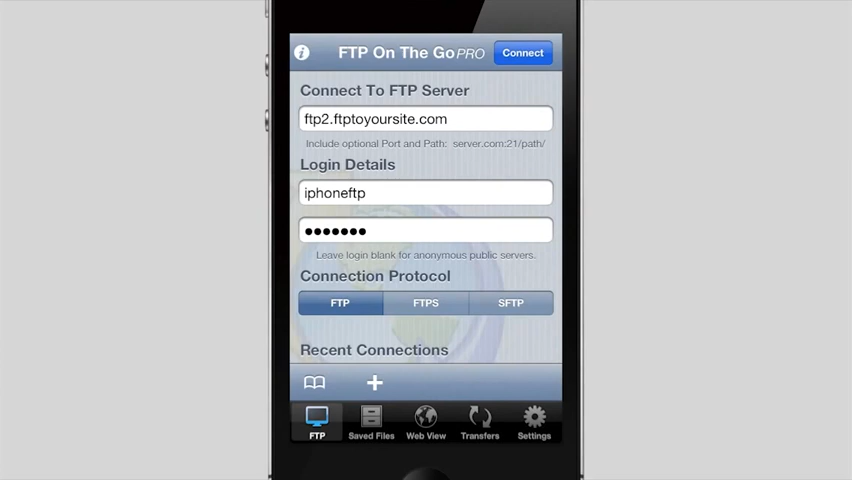 FTP On The Go PRO
Connect
Connect To FTP Server
ftp2.ftptoyoursite.com
Include optional Port and Path: server.com:21/path/
Login Details
iphoneftp
•••••••
Leave login blank for anonymous public servers.
Connection Protocol
FTP FTPS SFTP
Recent Connections
FTP Saved Files Web View Transfers Settings